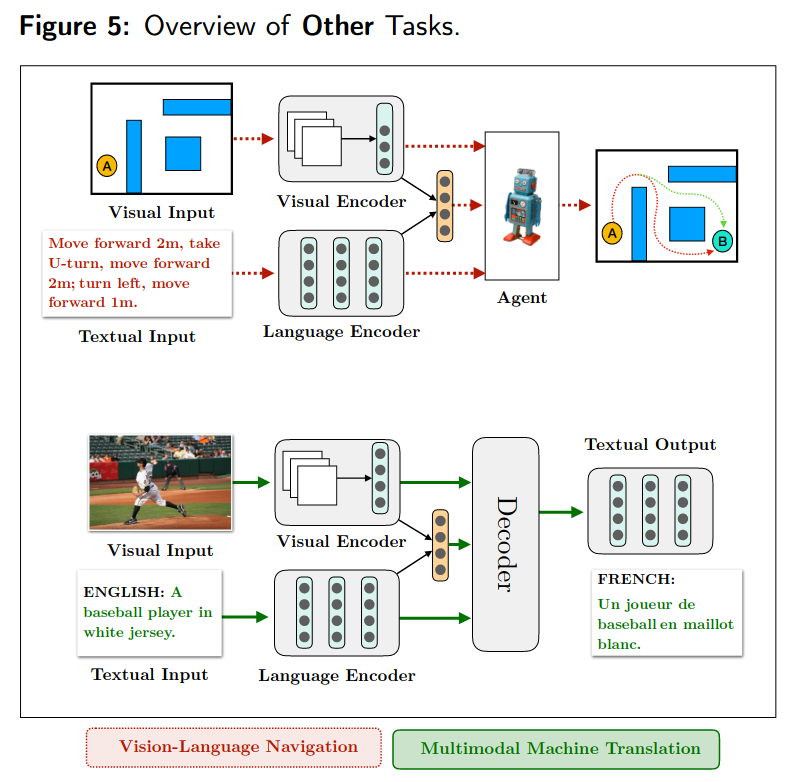 Figure 5: Overview of Other Tasks.
A
Visual Input
Move forward 2m, take
U-turn, move forward
2m; turn left, move
forward 1m.
Textual Input
Visual Encoder
Language Encoder
Agent
A
B
Visual Input
ENGLISH: A
baseball player in
white jersey.
Textual Input
Visual Encoder
Language Encoder
Decoder
Textual Output
FRENCH:
Un joueur de
baseball en maillot
blanc.
Vision-Language Navigation
Multimodal Machine Translation